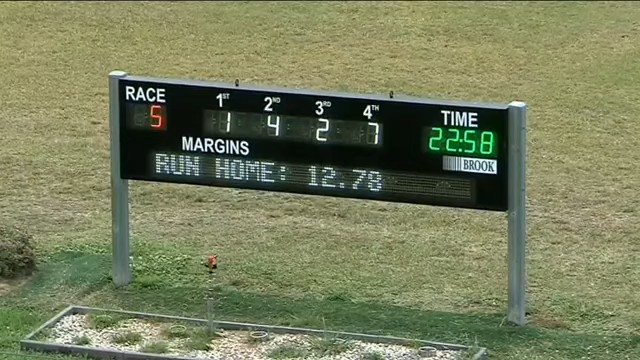 RACE 1ST 2ND 3RD 4TH TIME
5 1 4 2 7 22:58
MARGINS BROOK
RUN HOME: 12.78